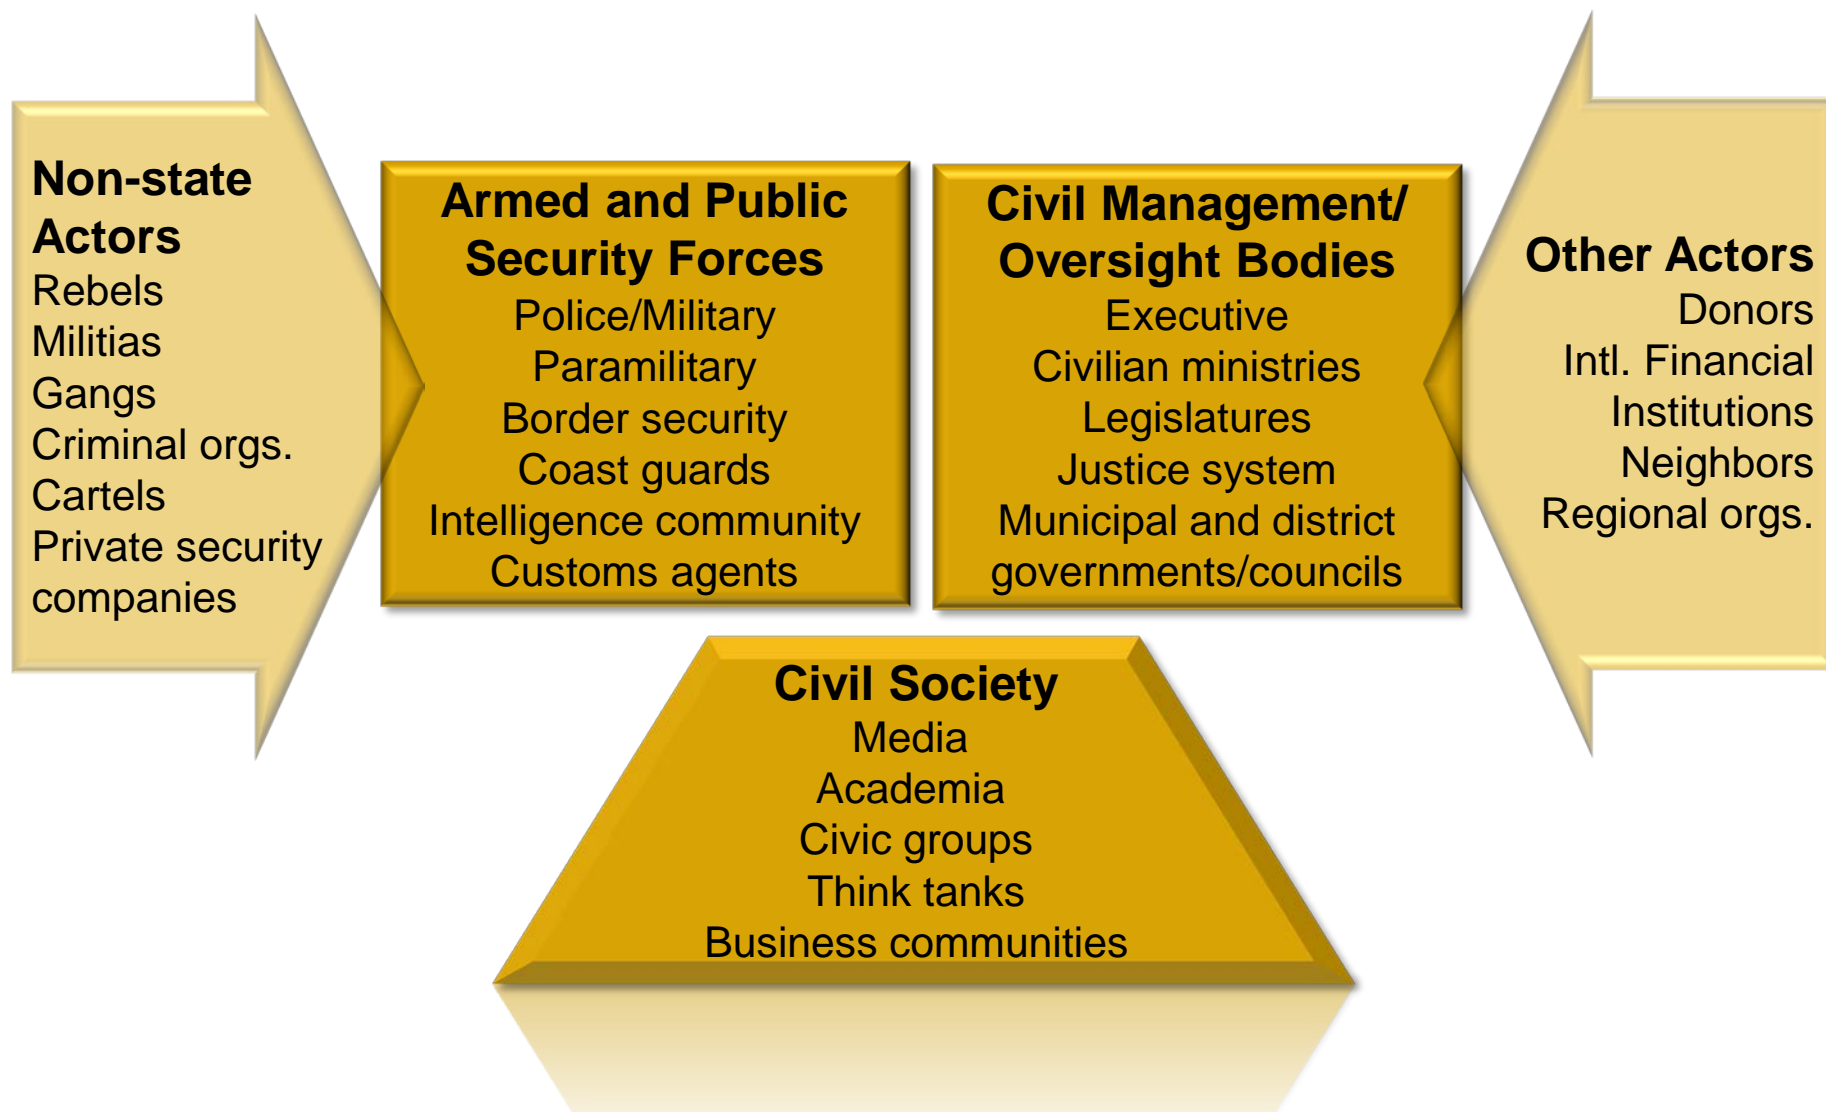 Non-state
Actors
Rebels
Militias
Gangs
Criminal orgs.
Cartels
Private security
companies
Armed and Public
Security Forces
Police/Military
Paramilitary
Border security
Coast guards
Intelligence community
Customs agents
Civil Management/
Oversight Bodies
Executive
Civilian ministries
Legislatures
Justice system
Municipal and district
governments/councils
Other Actors
Donors
Intl. Financial
Institutions
Neighbors
Regional orgs.
Civil Society
Media
Academia
Civic groups
Think tanks
Business communities